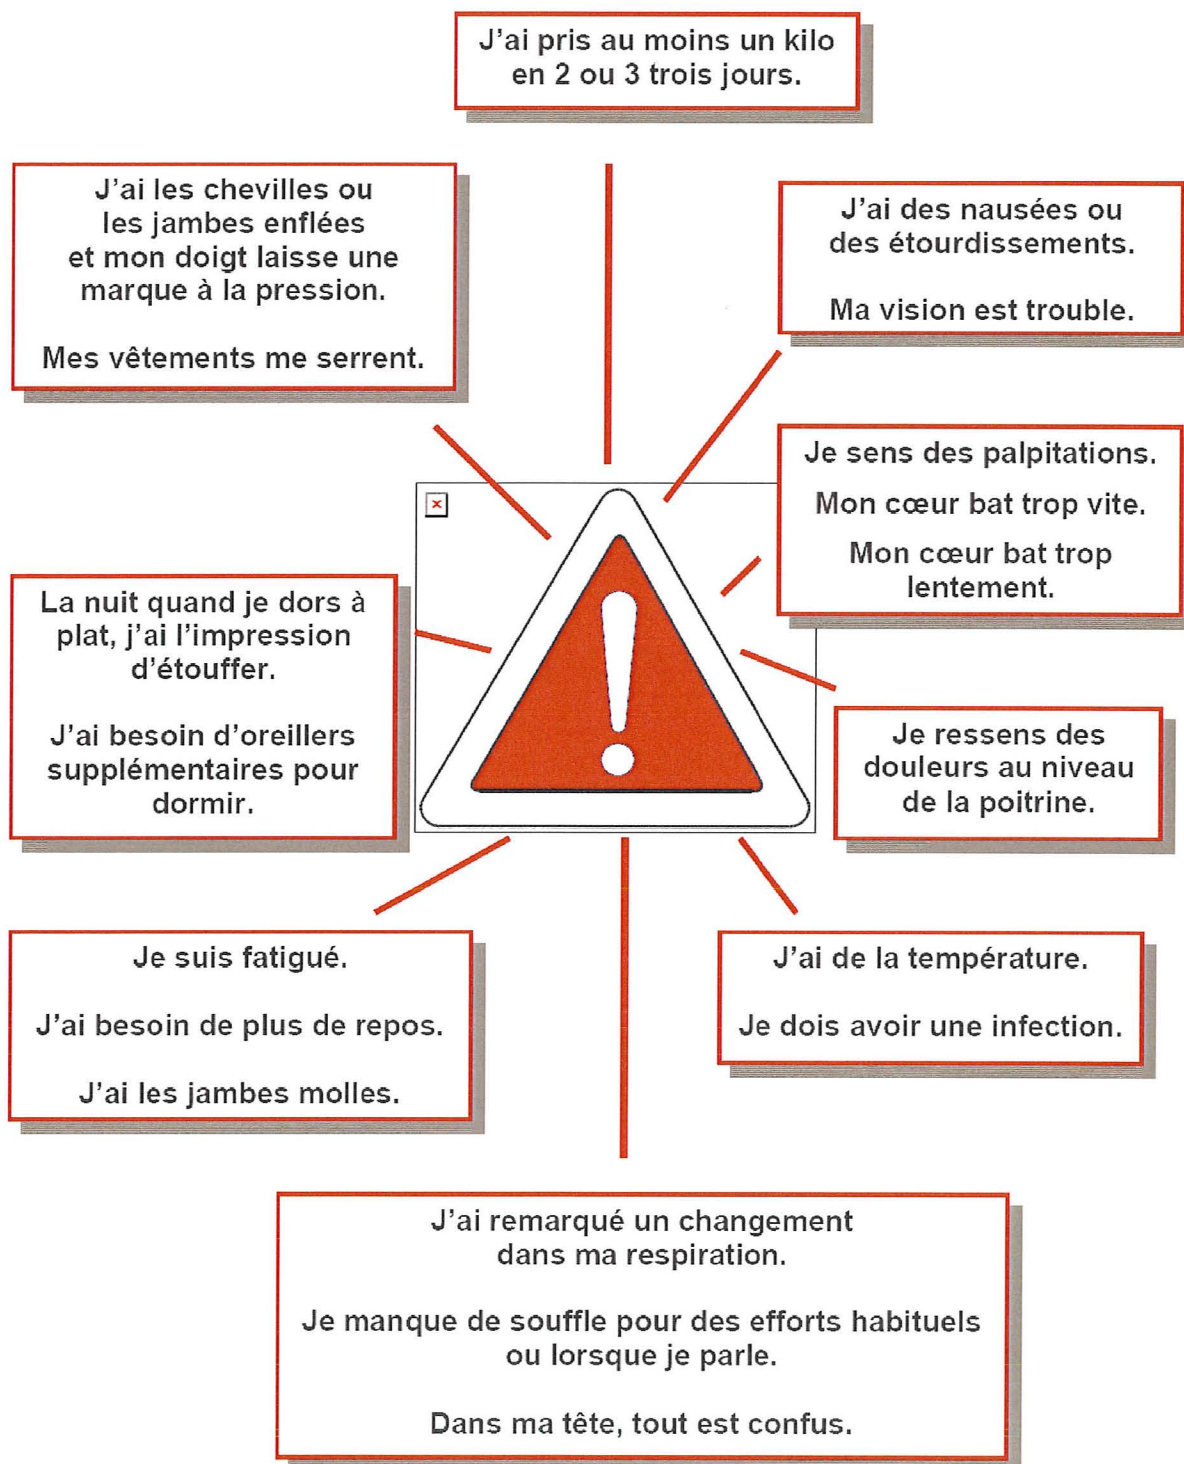 J'ai pris au moins un kilo
en 2 ou 3 trois jours.
J'ai les chevilles ou
les jambes enflées
et mon doigt laisse une
marque à la pression.
Mes vêtements me serrent.
J'ai des nausées ou
des étourdissements.
Ma vision est trouble.
Je sens des palpitations.
Mon cœur bat trop vite.
Mon cœur bat trop
lentement.
La nuit quand je dors à
plat, j'ai l'impression
d'étouffer.
J'ai besoin d'oreillers
supplémentaires pour
dormir.
Je ressens des
douleurs au niveau
de la poitrine.
Je suis fatigué.
J'ai besoin de plus de repos.
J'ai les jambes molles.
J'ai de la température.
Je dois avoir une infection.
J'ai remarqué un changement
dans ma respiration.
Je manque de souffle pour des efforts habituels
ou lorsque je parle.
Dans ma tête, tout est confus.